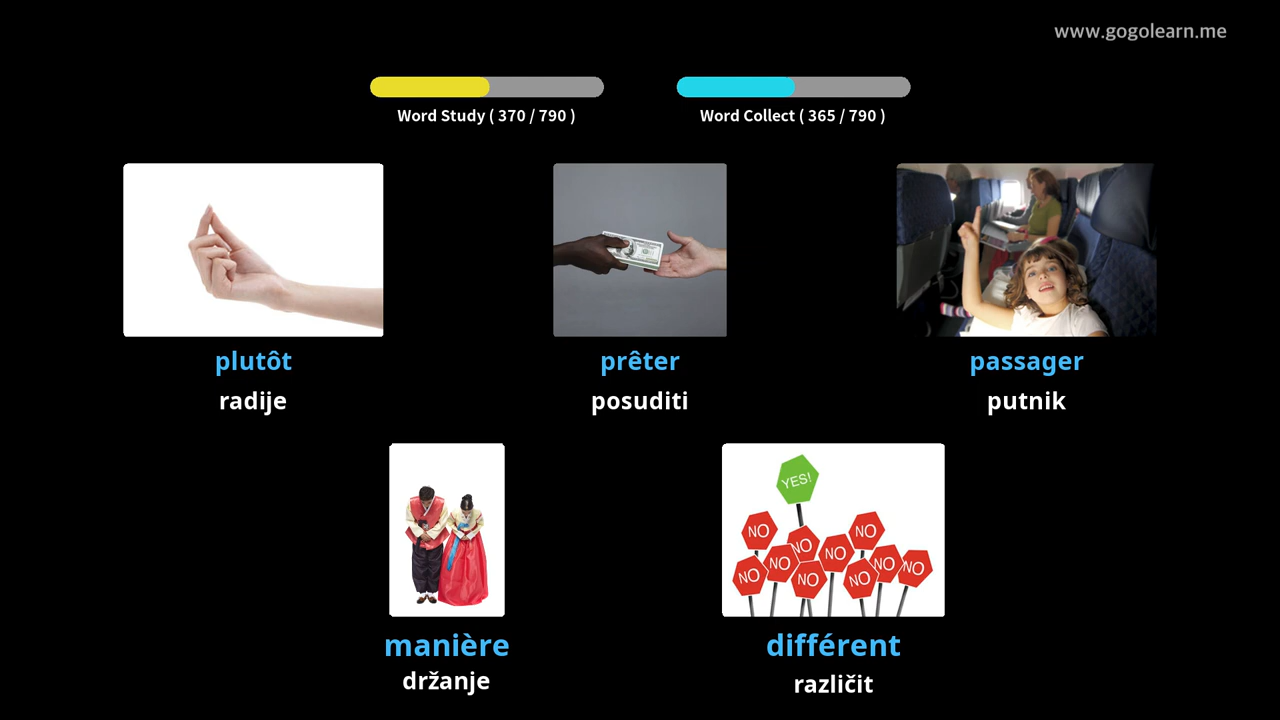 www.gogolearn.me
Word Study ( 370 / 790 )
Word Collect ( 365 / 790 )
plutôt
radije
prêter
posuditi
passager
putnik
YES!
NO
NO
NO
NO
NO
NO
NO
NO
NO
NO
manière
držanje
différent
različit